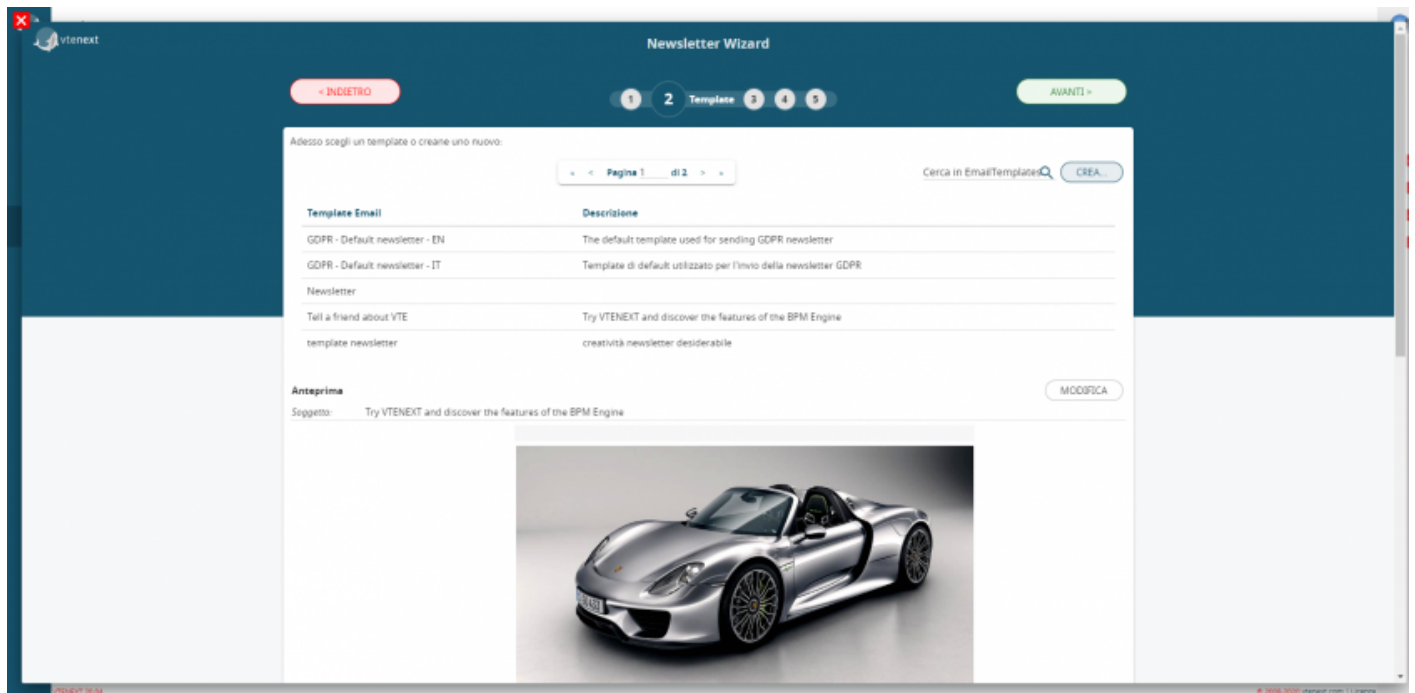 vtenext
Newsletter Wizard
< INDIETRO
1 2 Template 3 4 5
AVANTI >
Adesso scegli un template o creane uno nuovo:
« < Pagina 1 di 2 > »
Cerca in EmailTemplates
CREA...
Template Email Descrizione
GDPR - Default newsletter - EN The default template used for sending GDPR newsletter
GDPR - Default newsletter - IT Template di default utilizzato per l'invio della newsletter GDPR
Newsletter
Tell a friend about VTE Try VTENEXT and discover the features of the BPM Engine
template newsletter creatività newsletter desiderabile
Anteprima
MODIFICA
Soggetto: Try VTENEXT and discover the features of the BPM Engine